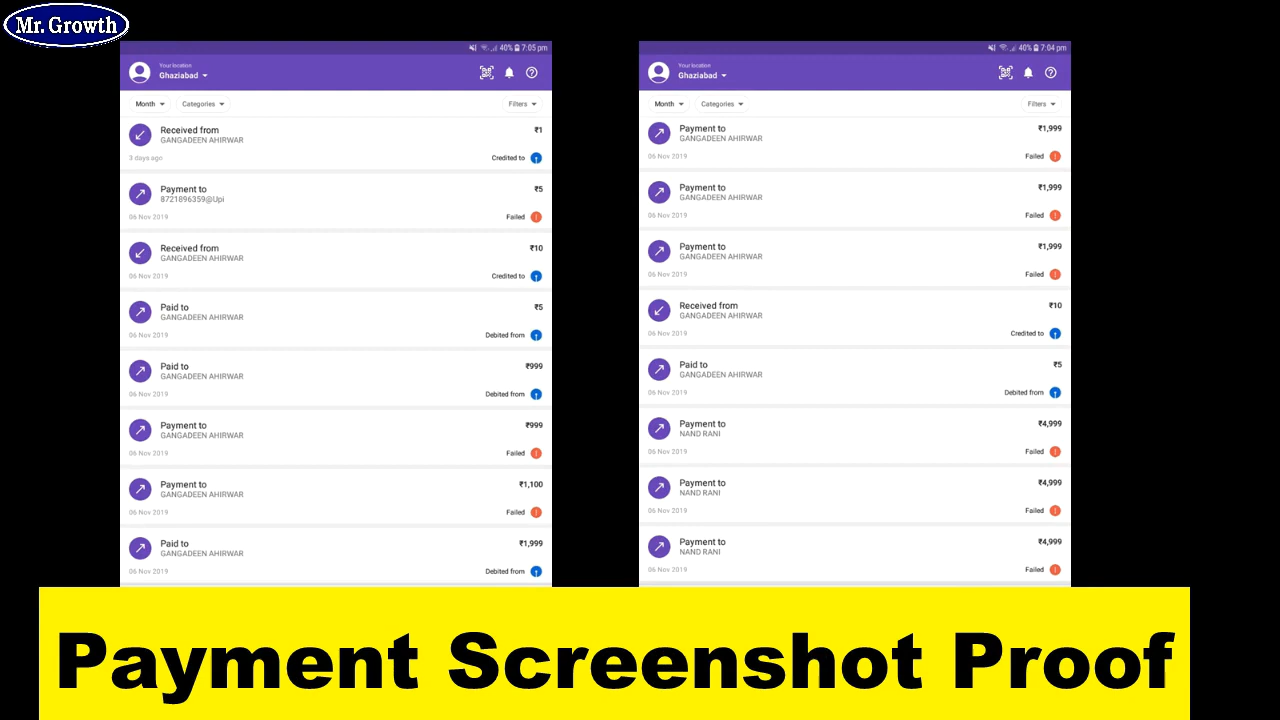 Mr. Growth
40% 7:05 pm
Your location
Ghaziabad
Month Categories Filters
Received from ₹1
GANGADEEN AHIRWAR
3 days ago Credited to
Payment to ₹5
8721896359@Upi
06 Nov 2019 Failed
Received from ₹10
GANGADEEN AHIRWAR
06 Nov 2019 Credited to
Paid to ₹5
GANGADEEN AHIRWAR
06 Nov 2019 Debited from
Paid to ₹999
GANGADEEN AHIRWAR
06 Nov 2019 Debited from
Payment to ₹999
GANGADEEN AHIRWAR
06 Nov 2019 Failed
Payment to ₹1,100
GANGADEEN AHIRWAR
06 Nov 2019 Failed
Paid to ₹1,999
GANGADEEN AHIRWAR
06 Nov 2019 Debited from
40% 7:04 pm
Your location
Ghaziabad
Month Categories Filters
Payment to ₹1,999
GANGADEEN AHIRWAR
06 Nov 2019 Failed
Payment to ₹1,999
GANGADEEN AHIRWAR
06 Nov 2019 Failed
Payment to ₹1,999
GANGADEEN AHIRWAR
06 Nov 2019 Failed
Received from ₹10
GANGADEEN AHIRWAR
06 Nov 2019 Credited to
Paid to ₹5
GANGADEEN AHIRWAR
06 Nov 2019 Debited from
Payment to ₹4,999
NAND RANI
06 Nov 2019 Failed
Payment to ₹4,999
NAND RANI
06 Nov 2019 Failed
Payment to ₹4,999
NAND RANI
06 Nov 2019 Failed
Payment Screenshot Proof